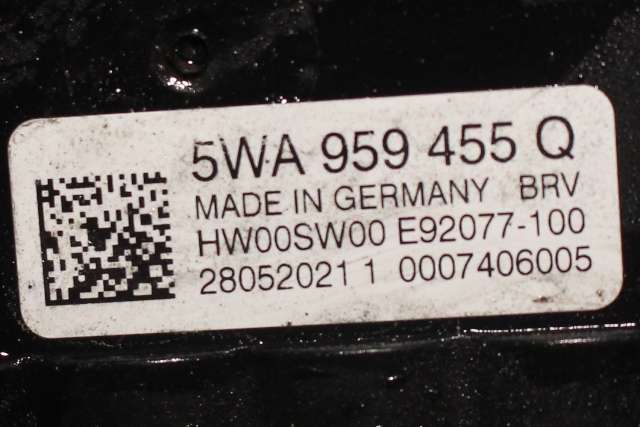 5WA 959 455 Q
MADE IN GERMANY BRV
HW00SW00 E92077-100
28052021 1 0007406005